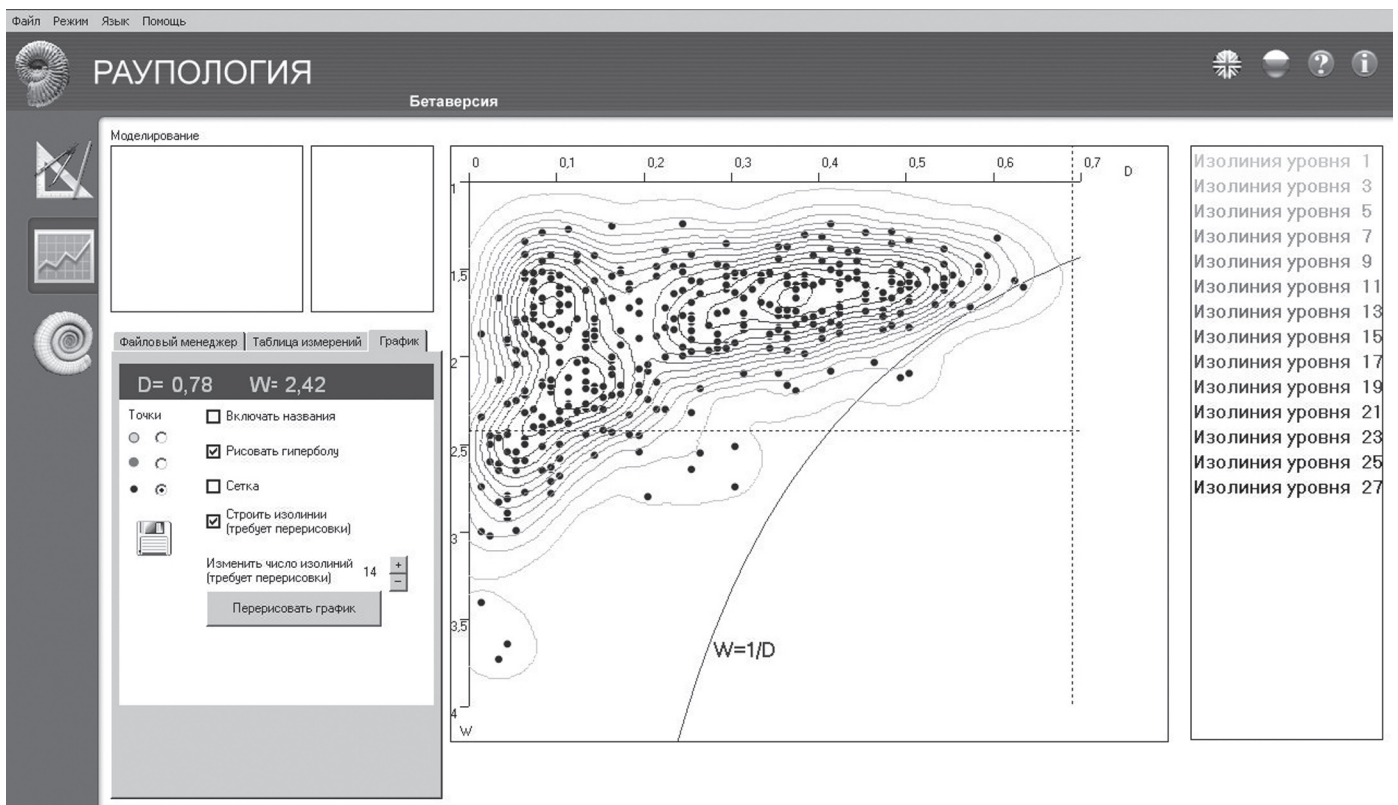 Файл Режим Язык Помощь
РАУПОЛОГИЯ
Бетаверсия
Моделирование
Файловый менеджер Таблица измерений График
D= 0,78 W= 2,42
Точки
Включать названия
Рисовать гиперболу
Сетка
Строить изолинии
(требует перерисовки)
Изменить число изолиний
(требует перерисовки) 14
+
−
Перерисовать график
0 0,1 0,2 0,3 0,4 0,5 0,6 0,7 D
1
1,5
2
2,5
3
3,5
4
W
W=1/D
Изолиния уровня 1
Изолиния уровня 3
Изолиния уровня 5
Изолиния уровня 7
Изолиния уровня 9
Изолиния уровня 11
Изолиния уровня 13
Изолиния уровня 15
Изолиния уровня 17
Изолиния уровня 19
Изолиния уровня 21
Изолиния уровня 23
Изолиния уровня 25
Изолиния уровня 27